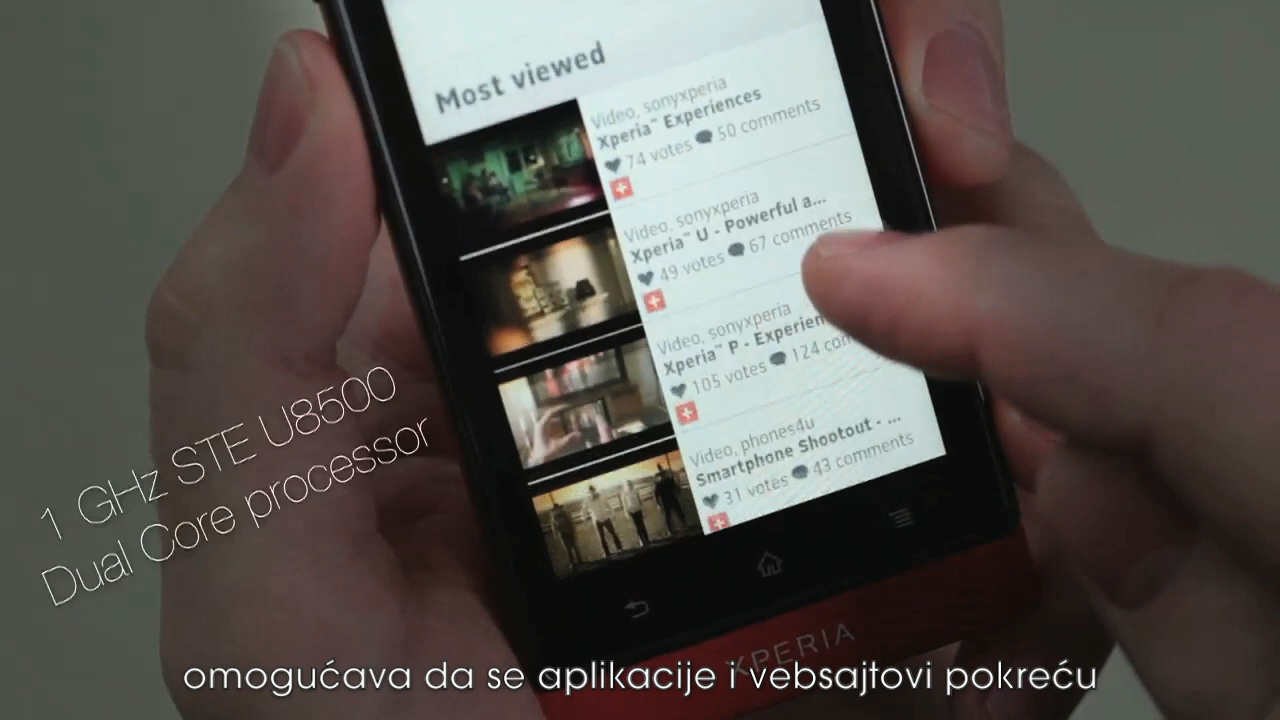 Most viewed
Video, sonyxperia
Xperia™ Experiences
74 votes 50 comments
Video, sonyxperia
Xperia™ U - Powerful a...
49 votes 67 comments
Video, sonyxperia
Xperia™ P - Experien
105 votes 124 com
Video, phones4u
Smartphone Shootout - ...
31 votes 43 comments
1 GHz STE U8500
Dual Core processor
XPERIA
omogućava da se aplikacije i vebsajtovi pokreću